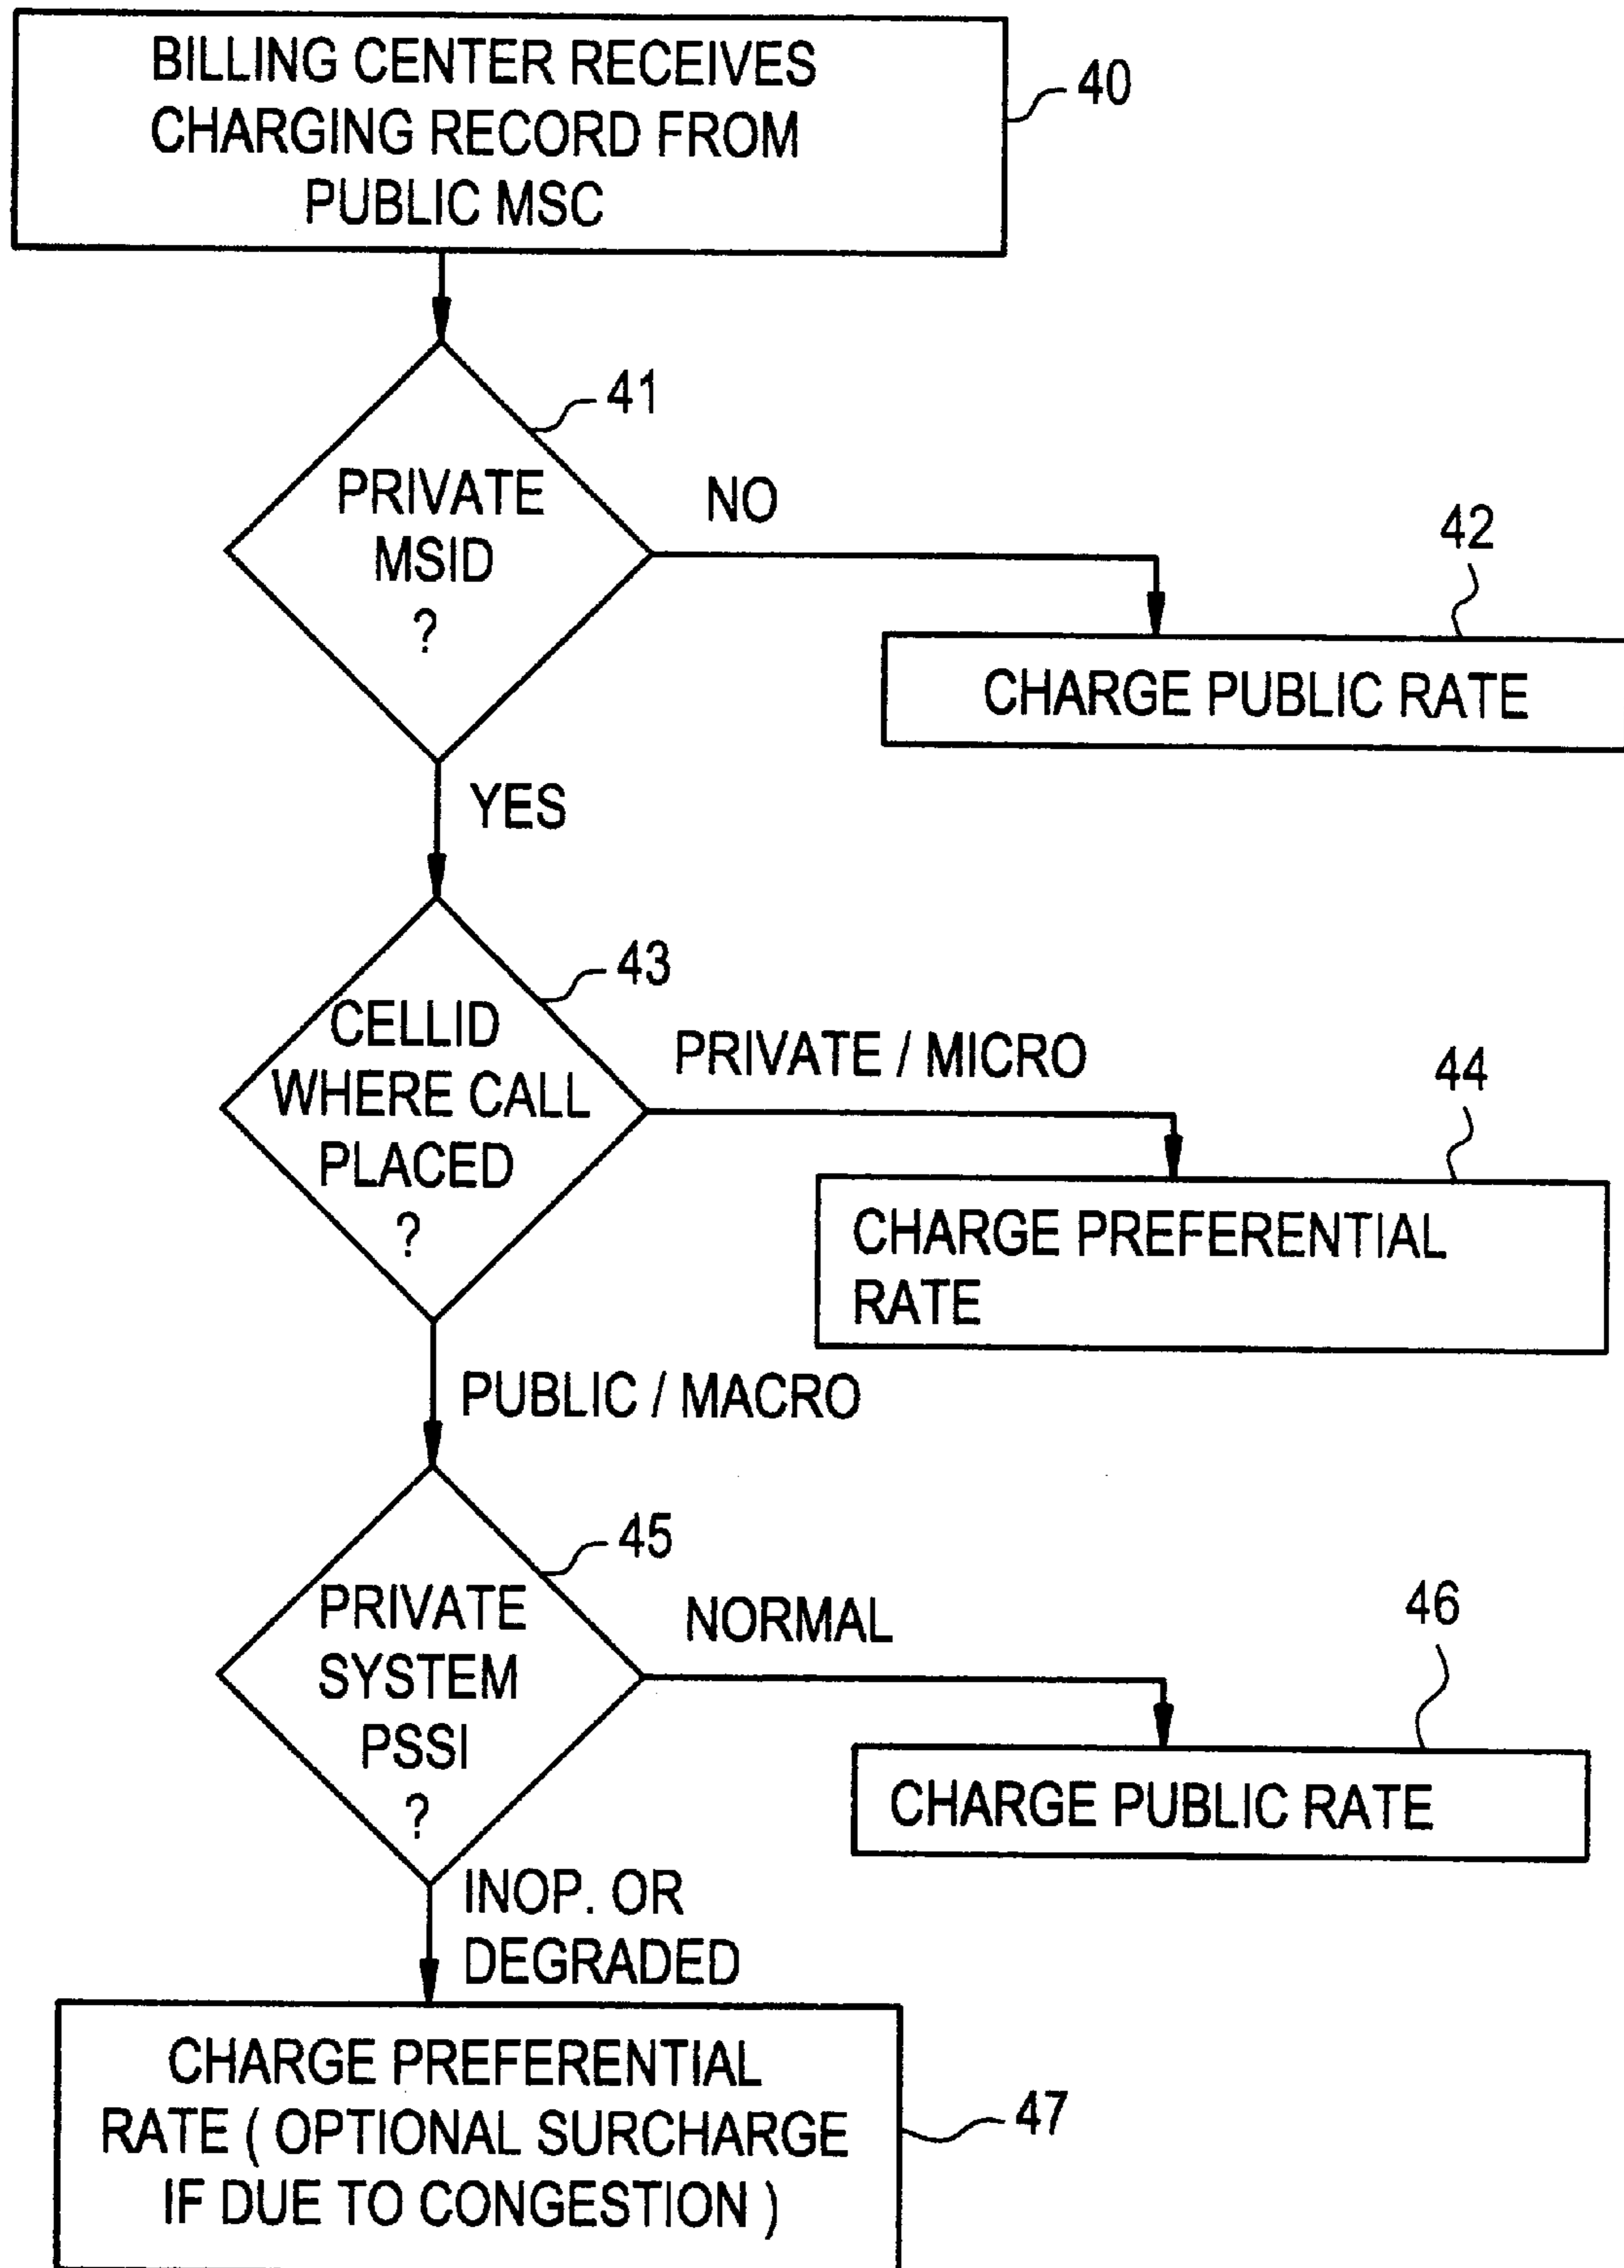 BILLING CENTER RECEIVES
CHARGING RECORD FROM
PUBLIC MSC
40
41
PRIVATE
MSID
?
NO
42
CHARGE PUBLIC RATE
YES
43
CELLID
WHERE CALL
PLACED
?
PRIVATE / MICRO
44
CHARGE PREFERENTIAL
RATE
PUBLIC / MACRO
45
PRIVATE
SYSTEM
PSSI
?
NORMAL
46
CHARGE PUBLIC RATE
INOP. OR
DEGRADED
CHARGE PREFERENTIAL
RATE ( OPTIONAL SURCHARGE
IF DUE TO CONGESTION )
47